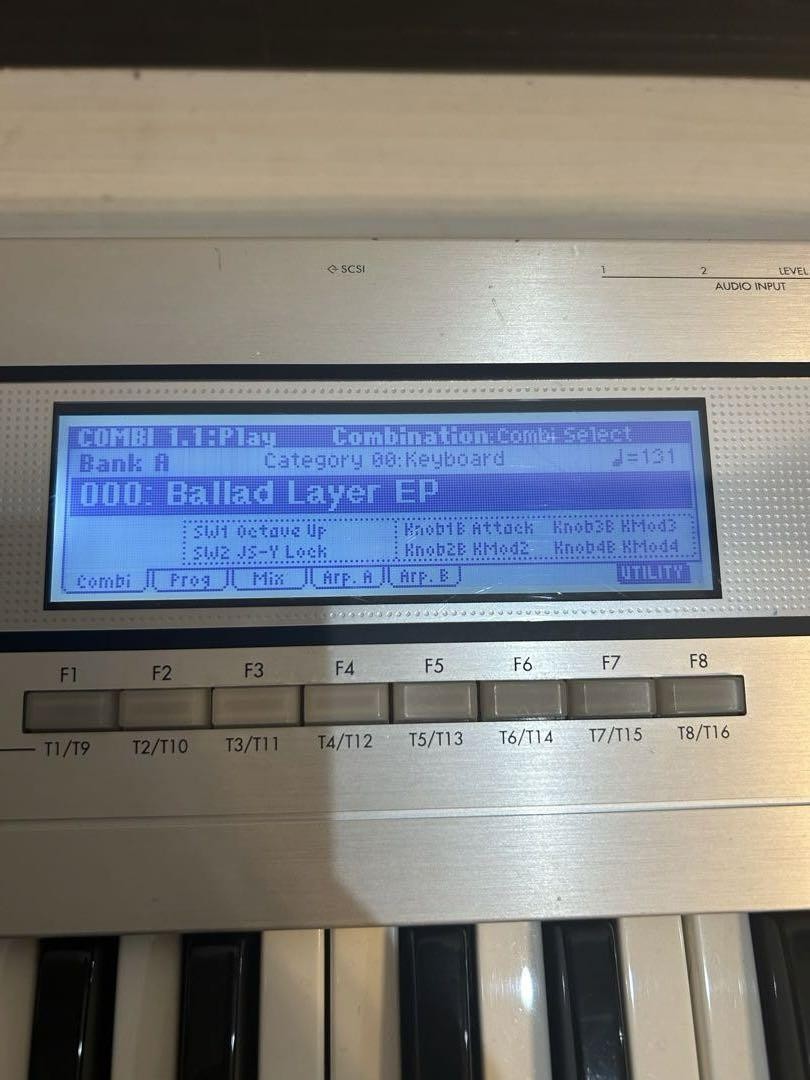 SCSI
1 2 LEVEL
AUDIO INPUT
COMBI 1.1:Play Combination:Combi Select
Bank A Category 00:Keyboard ♩=131
000: Ballad Layer EP
SW1 Octave Up Knob1B Attack Knob3B KMod3
SW2 JS-Y Lock Knob2B KMod2 Knob4B KMod4
Combi Prog Mix Arp. A Arp. B UTILITY
F1 F2 F3 F4 F5 F6 F7 F8
T1/T9 T2/T10 T3/T11 T4/T12 T5/T13 T6/T14 T7/T15 T8/T16